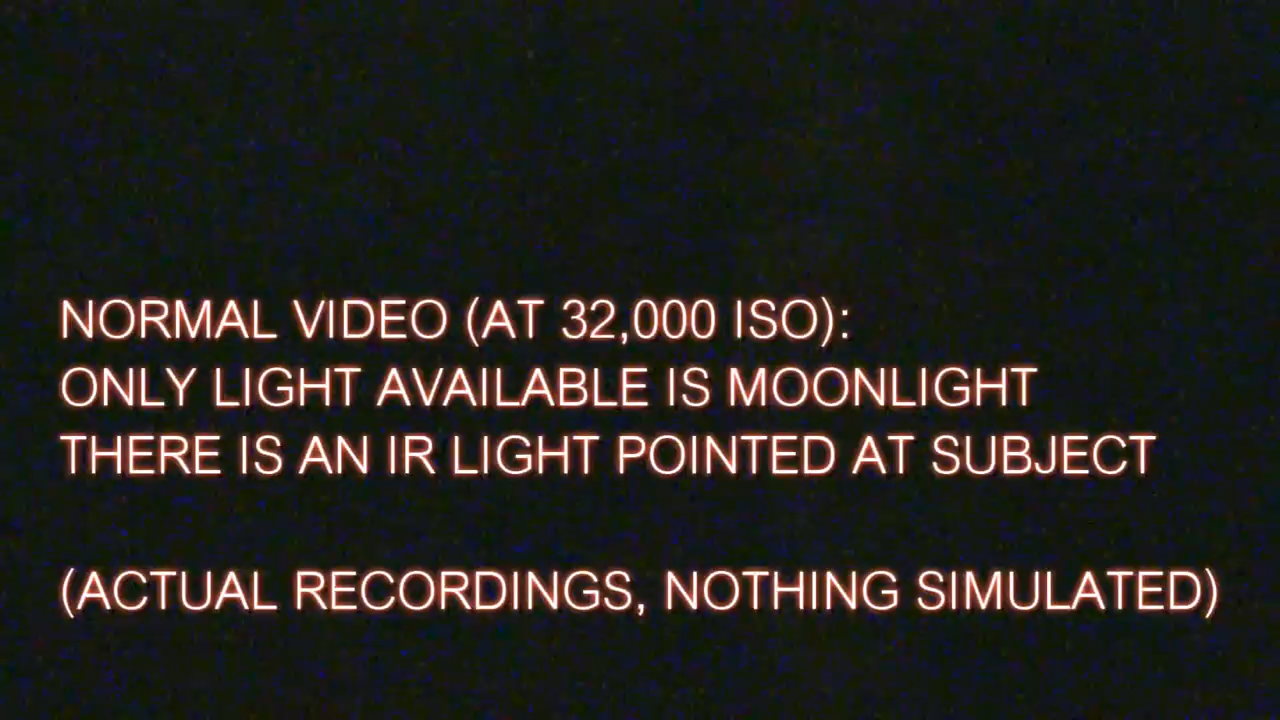 NORMAL VIDEO (AT 32,000 ISO):
ONLY LIGHT AVAILABLE IS MOONLIGHT
THERE IS AN IR LIGHT POINTED AT SUBJECT
(ACTUAL RECORDINGS, NOTHING SIMULATED)